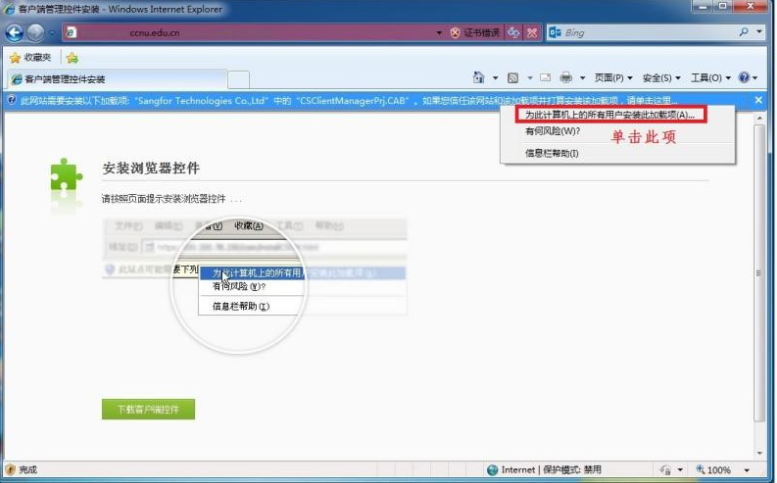 客户端管理控件安装 - Windows Internet Explorer
ccnu.edu.cn
证书错误
Bing
收藏夹
客户端管理控件安装
页面(P)
安全(S)
工具(O)
此网站需要安装以下加载项: "Sangfor Technologies Co.,Ltd" 中的 "CSClientManagerPrj.CAB"。如果您信任该网站和该加载项并打算安装该加载项，请单击这里...
为此计算机上的所有用户安装此加载项(A)...
有何风险(W)?
单击此项
信息栏帮助(I)
安装浏览器控件
请按照页面提示安装浏览器控件 ...
文件(F) 编辑(E) 查看(V) 收藏(A) 工具(T) 帮助(H)
地址(D)
此站点可能需要下列
为此计算机上的所有用户安装此加载项(A)
有何风险(W)?
信息栏帮助(I)
下载客户端控件
完成
Internet | 保护模式: 禁用
100%